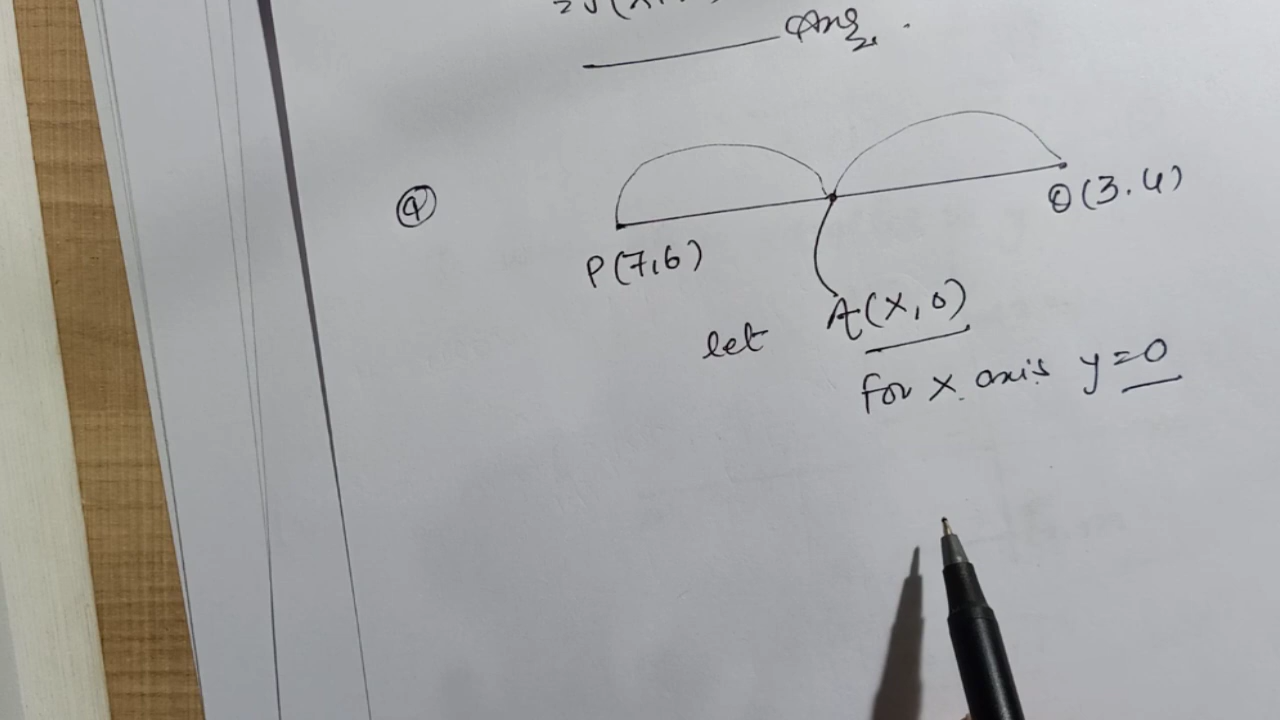 Ans
④
Q(3.4)
P(7,6)
let A(x,0)
for x axis y=0